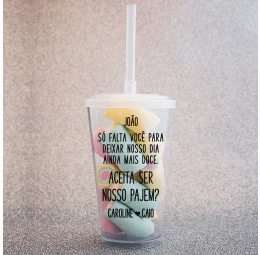 JOÃO
SÓ FALTA VOCÊ PARA
DEIXAR NOSSO DIA
AINDA MAIS DOCE.
ACEITA SER
NOSSO PAJEM?
CAROLINE ❤ CAIO